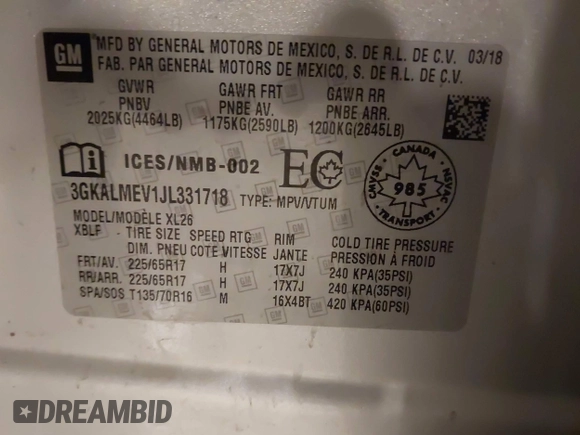 GM
MFD BY GENERAL MOTORS DE MEXICO, S. DE R.L. DE C.V. 03/18
FAB. PAR GENERAL MOTORS DE MEXICO, S. DE R.L. DE C.V.
GVWR GAWR FRT GAWR RR
PNBV PNBE AV. PNBE ARR.
2025KG(4464LB) 1175KG(2590LB) 1200KG(2645LB)
ICES/NMB-002 EC
CANADA
CMVSS 985 NSVAC
TRANSPORT
3GKALMEV1JL331718 TYPE: MPV/VTUM
MODEL/MODÈLE XL26
XBLF TIRE SIZE SPEED RTG RIM COLD TIRE PRESSURE
DIM. PNEU COTÉ VITESSE JANTE PRESSION À FROID
FRT/AV. 225/65R17 H 17X7J 240 KPA(35PSI)
RR/ARR. 225/65R17 H 17X7J 240 KPA(35PSI)
SPA/SOS T135/70R16 M 16X4BT 420 KPA(60PSI)
DREAMBID